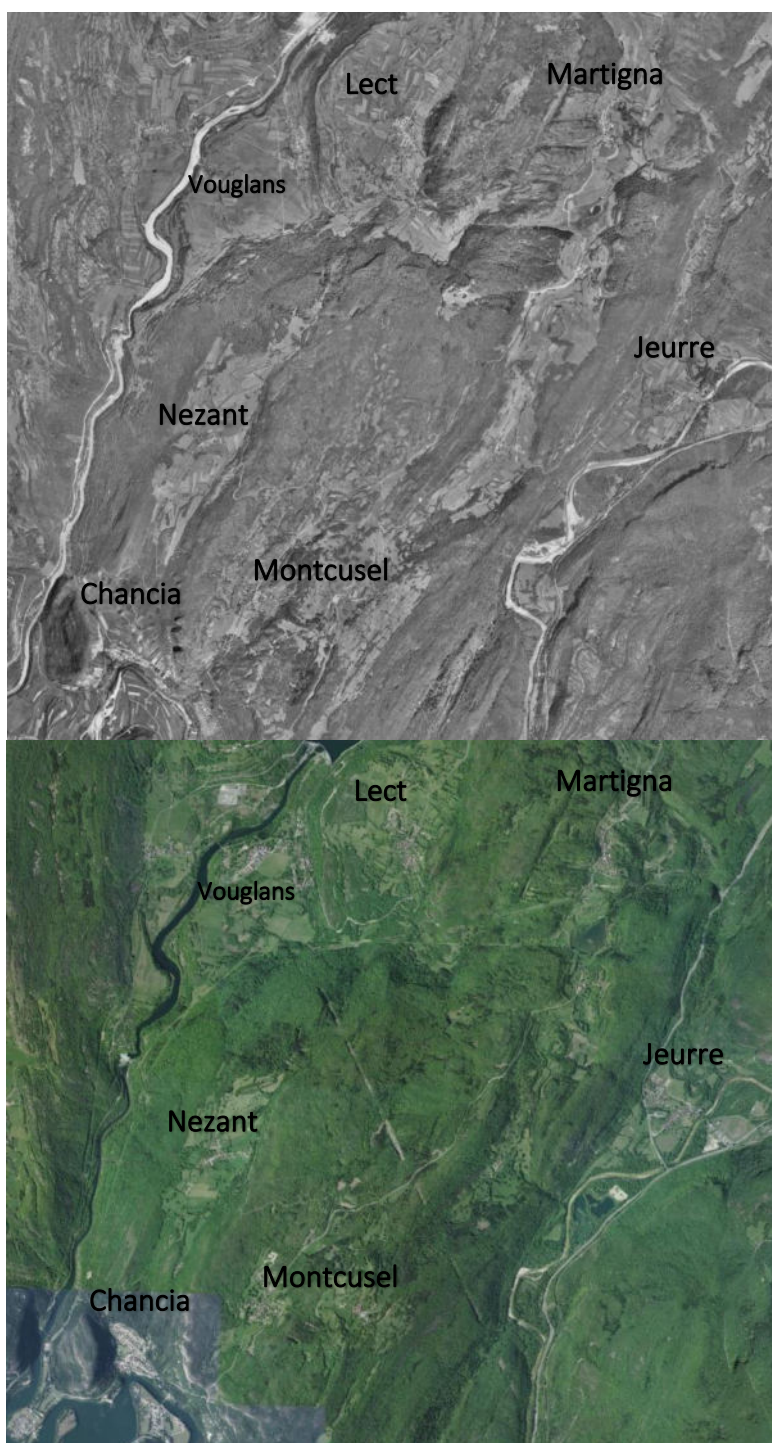 Lect
Martigna
Vouglans
Jeurre
Nezant
Montcusel
Chancia
Lect
Martigna
Vouglans
Jeurre
Nezant
Montcusel
Chancia